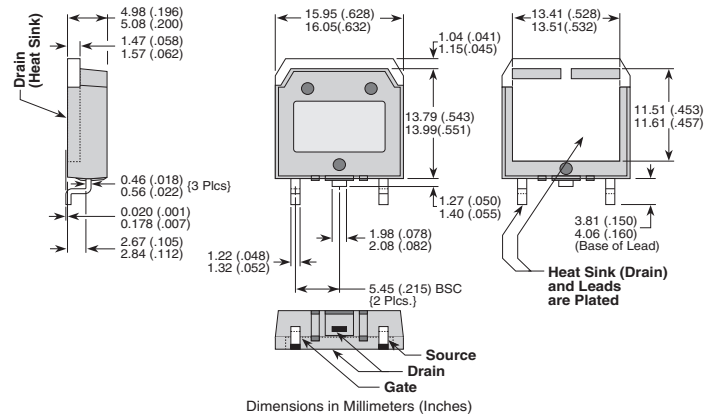 4.98 (.196)
5.08 (.200)
1.47 (.058)
1.57 (.062)
Drain
(Heat Sink)
15.95 (.628)
16.05(.632)
1.04 (.041)
1.15(.045)
13.41 (.528)
13.51(.532)
13.79 (.543)
13.99(.551)
11.51 (.453)
11.61 (.457)
0.46 (.018)
0.56 (.022) {3 Plcs}
0.020 (.001)
0.178 (.007)
2.67 (.105)
2.84 (.112)
1.27 (.050)
1.40 (.055)
1.98 (.078)
2.08 (.082)
1.22 (.048)
1.32 (.052)
3.81 (.150)
4.06 (.160)
(Base of Lead)
5.45 (.215) BSC
{2 Plcs.}
Heat Sink (Drain)
and Leads
are Plated
Source
Drain
Gate
Dimensions in Millimeters (Inches)